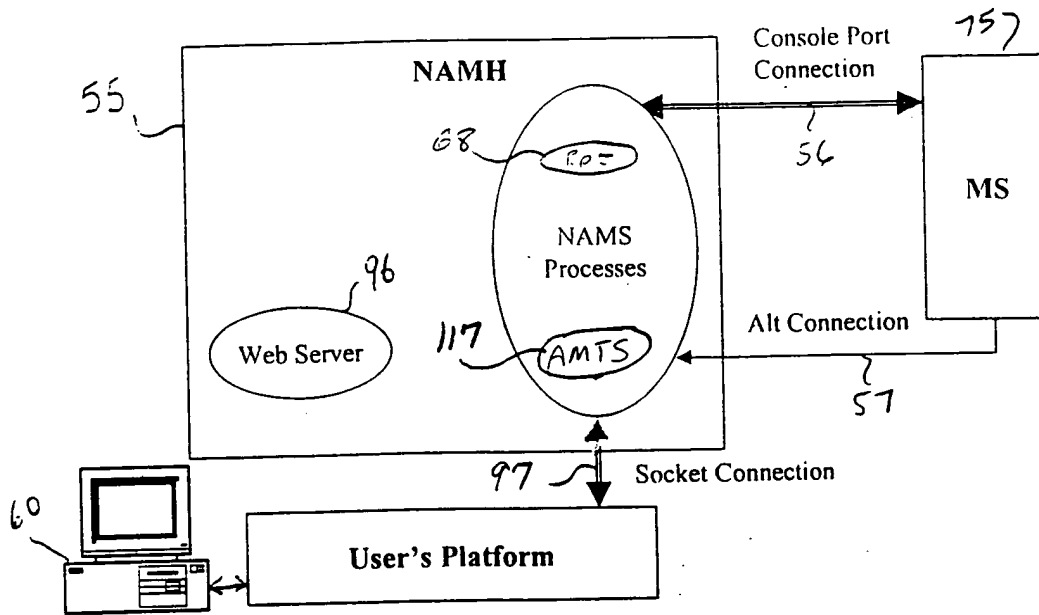 NAMH
Console Port
Connection
757
55
68
56
MS
NAMS
Processes
96
Web Server
117
AMTS
Alt Connection
57
97
Socket Connection
60
User's Platform